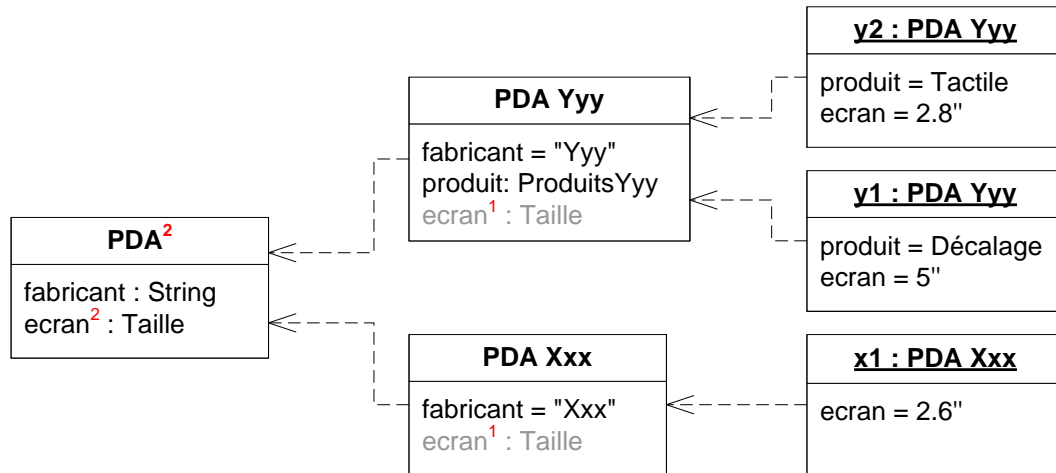 PDA²
fabricant : String
ecran² : Taille
PDA Yyy
fabricant = "Yyy"
produit: ProduitsYyy
ecran¹ : Taille
PDA Xxx
fabricant = "Xxx"
ecran¹ : Taille
y2 : PDA Yyy
produit = Tactile
ecran = 2.8"
y1 : PDA Yyy
produit = Décalage
ecran = 5"
x1 : PDA Xxx
ecran = 2.6"